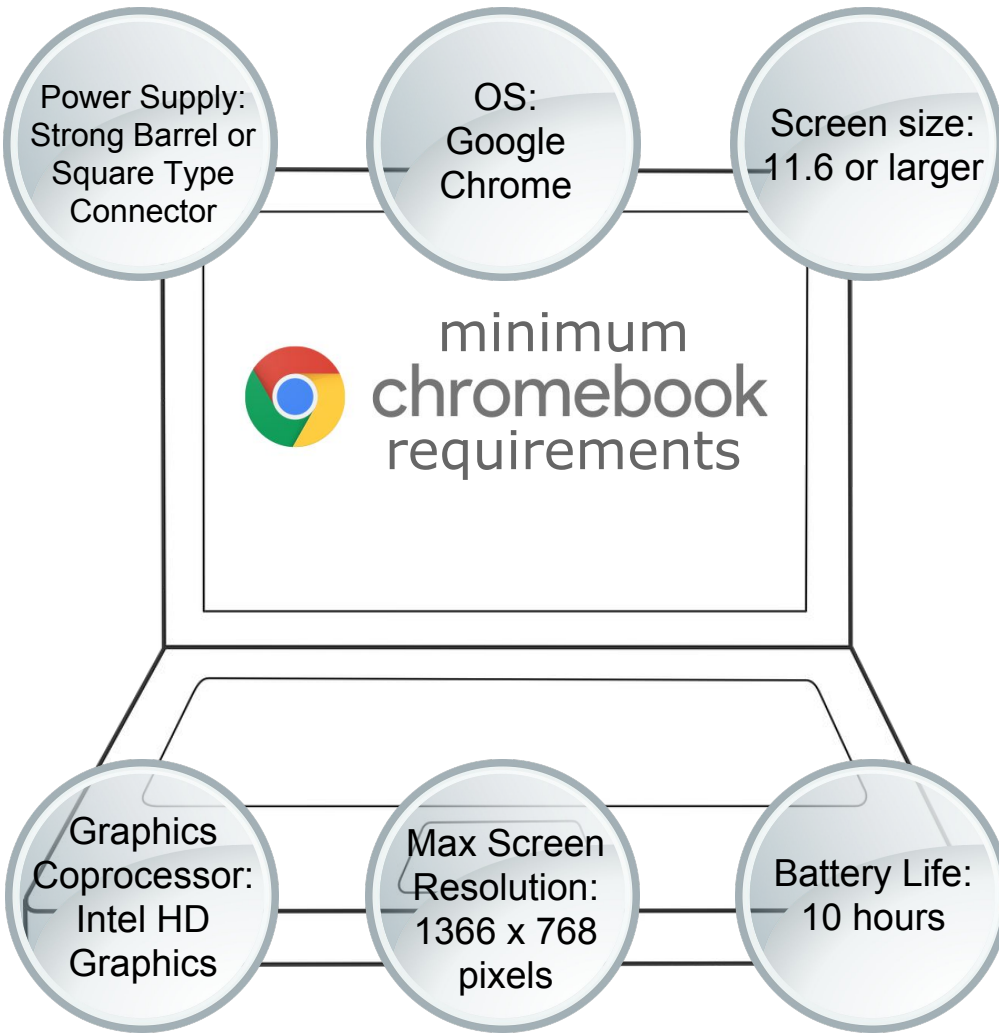 Power Supply:
Strong Barrel or
Square Type
Connector
OS:
Google
Chrome
Screen size:
11.6 or larger
minimum
chromebook
requirements
Graphics
Coprocessor:
Intel HD
Graphics
Max Screen
Resolution:
1366 x 768
pixels
Battery Life:
10 hours